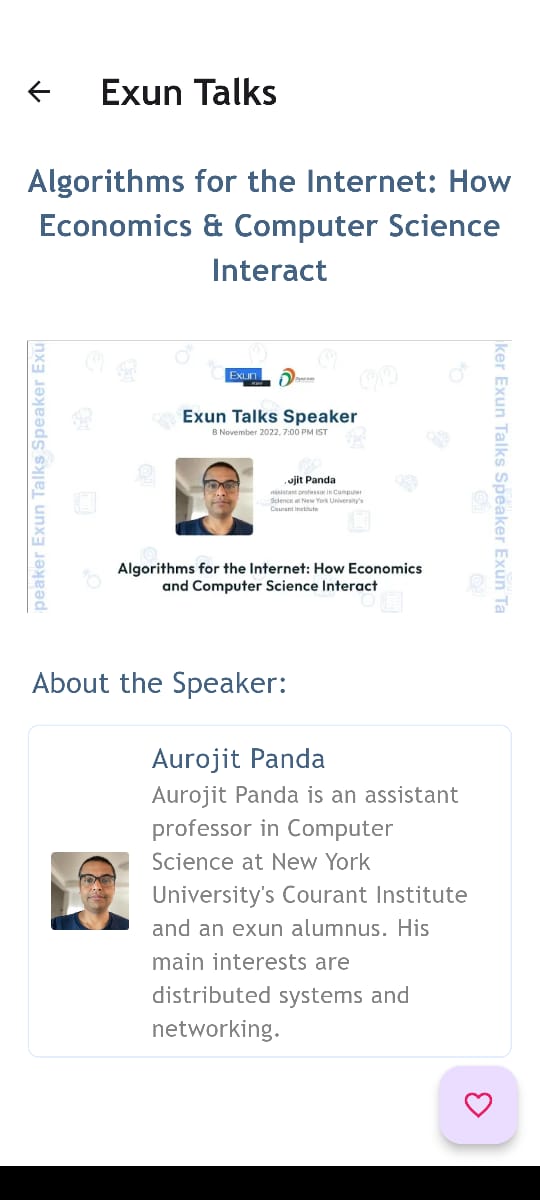 Exun Talks
Algorithms for the Internet: How
Economics & Computer Science
Interact
peaker Exun Talks Speaker Exu
ker Exun Talks Speaker Exun Ta
Exun
Exun Talks Speaker
8 November 2022, 7:00 PM IST
ojit Panda
Assistant professor in Computer
Science at New York University's
Courant Institute
Algorithms for the Internet: How Economics
and Computer Science Interact
About the Speaker:
Aurojit Panda
Aurojit Panda is an assistant
professor in Computer
Science at New York
University's Courant Institute
and an exun alumnus. His
main interests are
distributed systems and
networking.